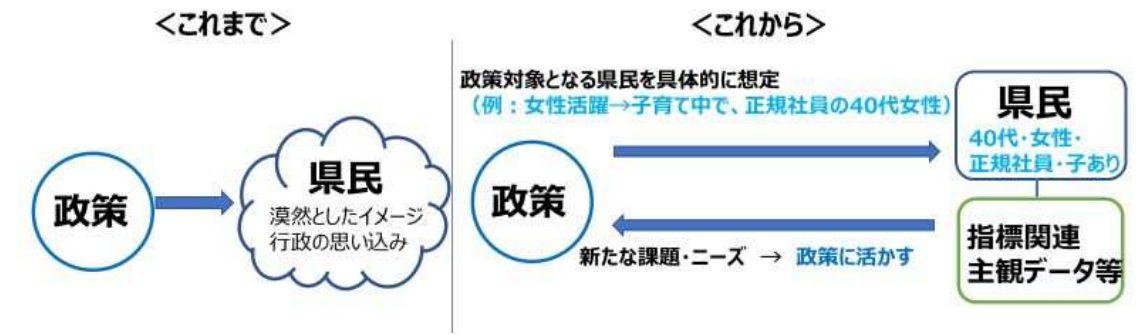 ＜これまで＞
政策
県民
漠然としたイメージ
行政の思い込み
＜これから＞
政策対象となる県民を具体的に想定
（例：女性活躍→子育て中で、正規社員の40代女性）
政策
県民
40代・女性・
正規社員・子あり
指標関連
主観データ等
新たな課題・ニーズ → 政策に活かす